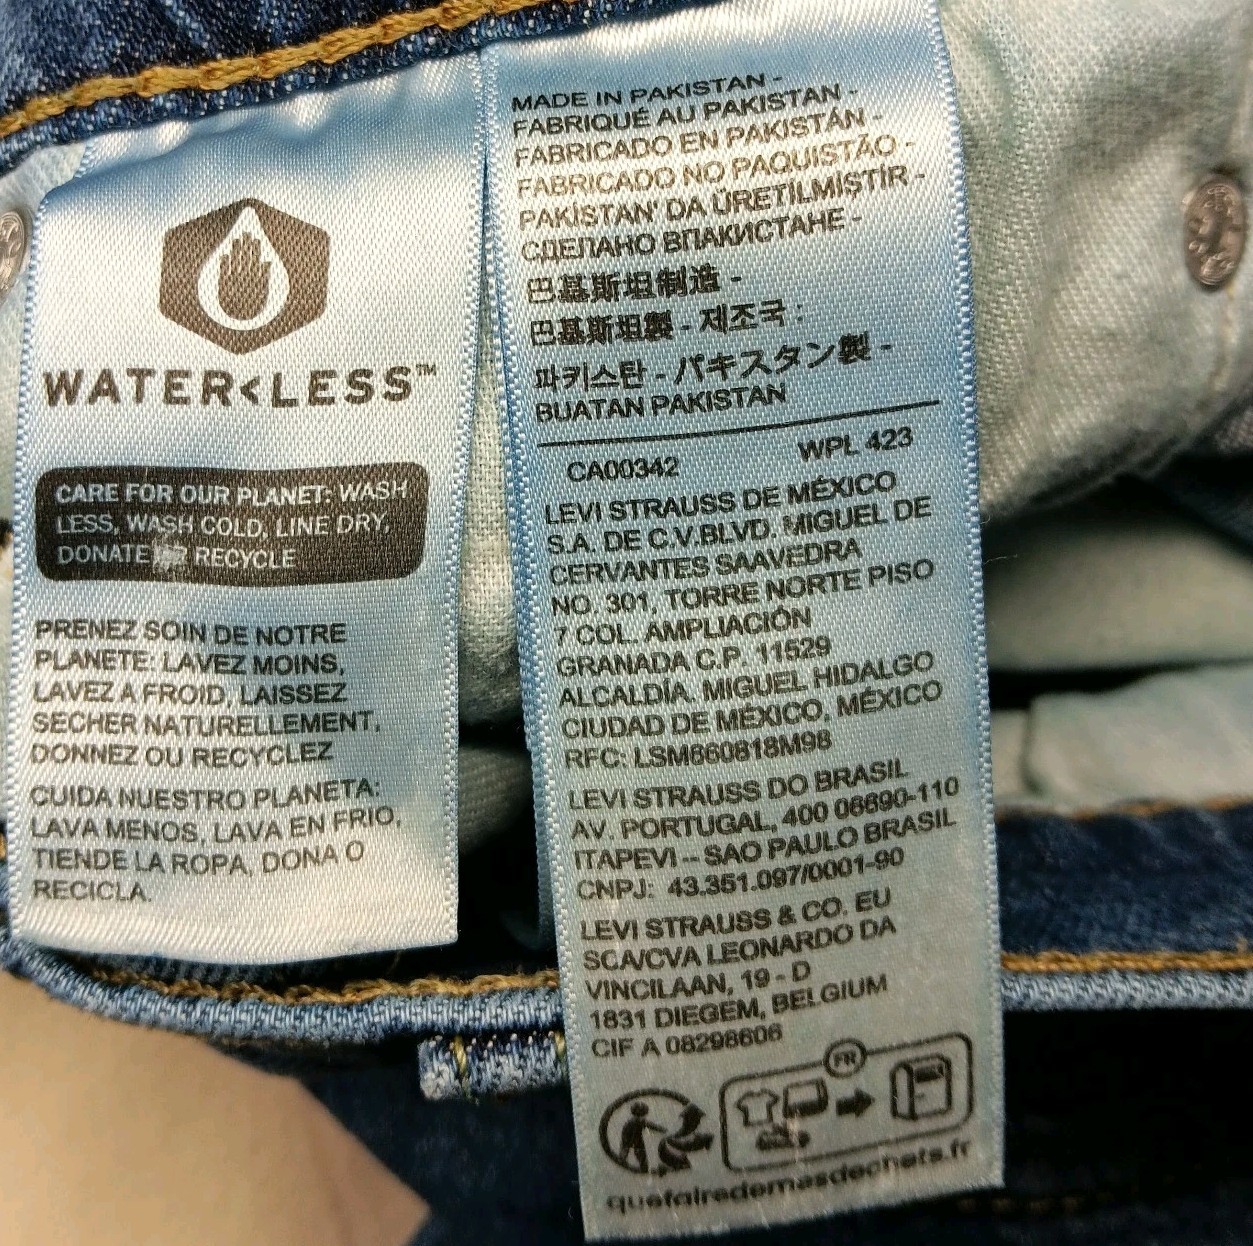 WATER<LESS™
CARE FOR OUR PLANET: WASH
LESS, WASH COLD, LINE DRY,
DONATE OR RECYCLE
PRENEZ SOIN DE NOTRE
PLANETE: LAVEZ MOINS,
LAVEZ A FROID, LAISSEZ
SECHER NATURELLEMENT,
DONNEZ OU RECYCLEZ
CUIDA NUESTRO PLANETA:
LAVA MENOS, LAVA EN FRIO,
TIENDE LA ROPA, DONA O
RECICLA.
MADE IN PAKISTAN -
FABRIQUÉ AU PAKISTAN -
FABRICADO EN PAKISTÁN -
FABRICADO NO PAQUISTÃO -
PAKİSTAN' DA ÜRETİLMİŞTİR -
СДЕЛАНО ВПАКИСТАНЕ -
巴基斯坦制造 -
巴基斯坦製 - 제조국 :
파키스탄 - パキスタン製 -
BUATAN PAKISTAN
CA00342 WPL 423
LEVI STRAUSS DE MÉXICO
S.A. DE C.V.BLVD. MIGUEL DE
CERVANTES SAAVEDRA
NO. 301, TORRE NORTE PISO
7 COL. AMPLIACIÓN
GRANADA C.P. 11529
ALCALDÍA. MIGUEL HIDALGO
CIUDAD DE MÉXICO, MÉXICO
RFC: LSM860818M98
LEVI STRAUSS DO BRASIL
AV. PORTUGAL, 400 06690-110
ITAPEVI -- SAO PAULO BRASIL
CNPJ: 43.351.097/0001-90
LEVI STRAUSS & CO. EU
SCA/CVA LEONARDO DA
VINCILAAN, 19 - D
1831 DIEGEM, BELGIUM
CIF A 08298606
FR
quefairedemesdechets.fr